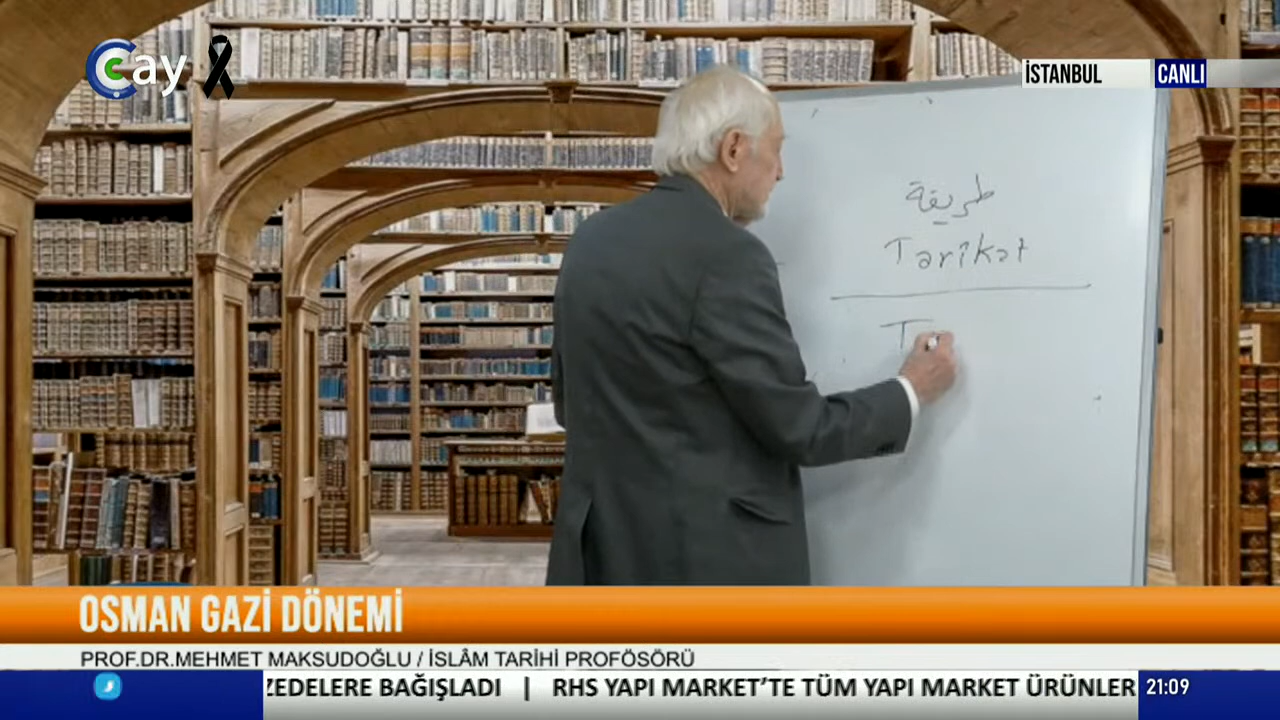 Çay
İSTANBUL
CANLI
طريقة
Tarîkat
T
OSMAN GAZİ DÖNEMİ
PROF.DR.MEHMET MAKSUDOĞLU / İSLÂM TARİHİ PROFÖSÖRÜ
ZEDELERE BAĞIŞLADI | RHS YAPI MARKET'TE TÜM YAPI MARKET ÜRÜNLER
21:09